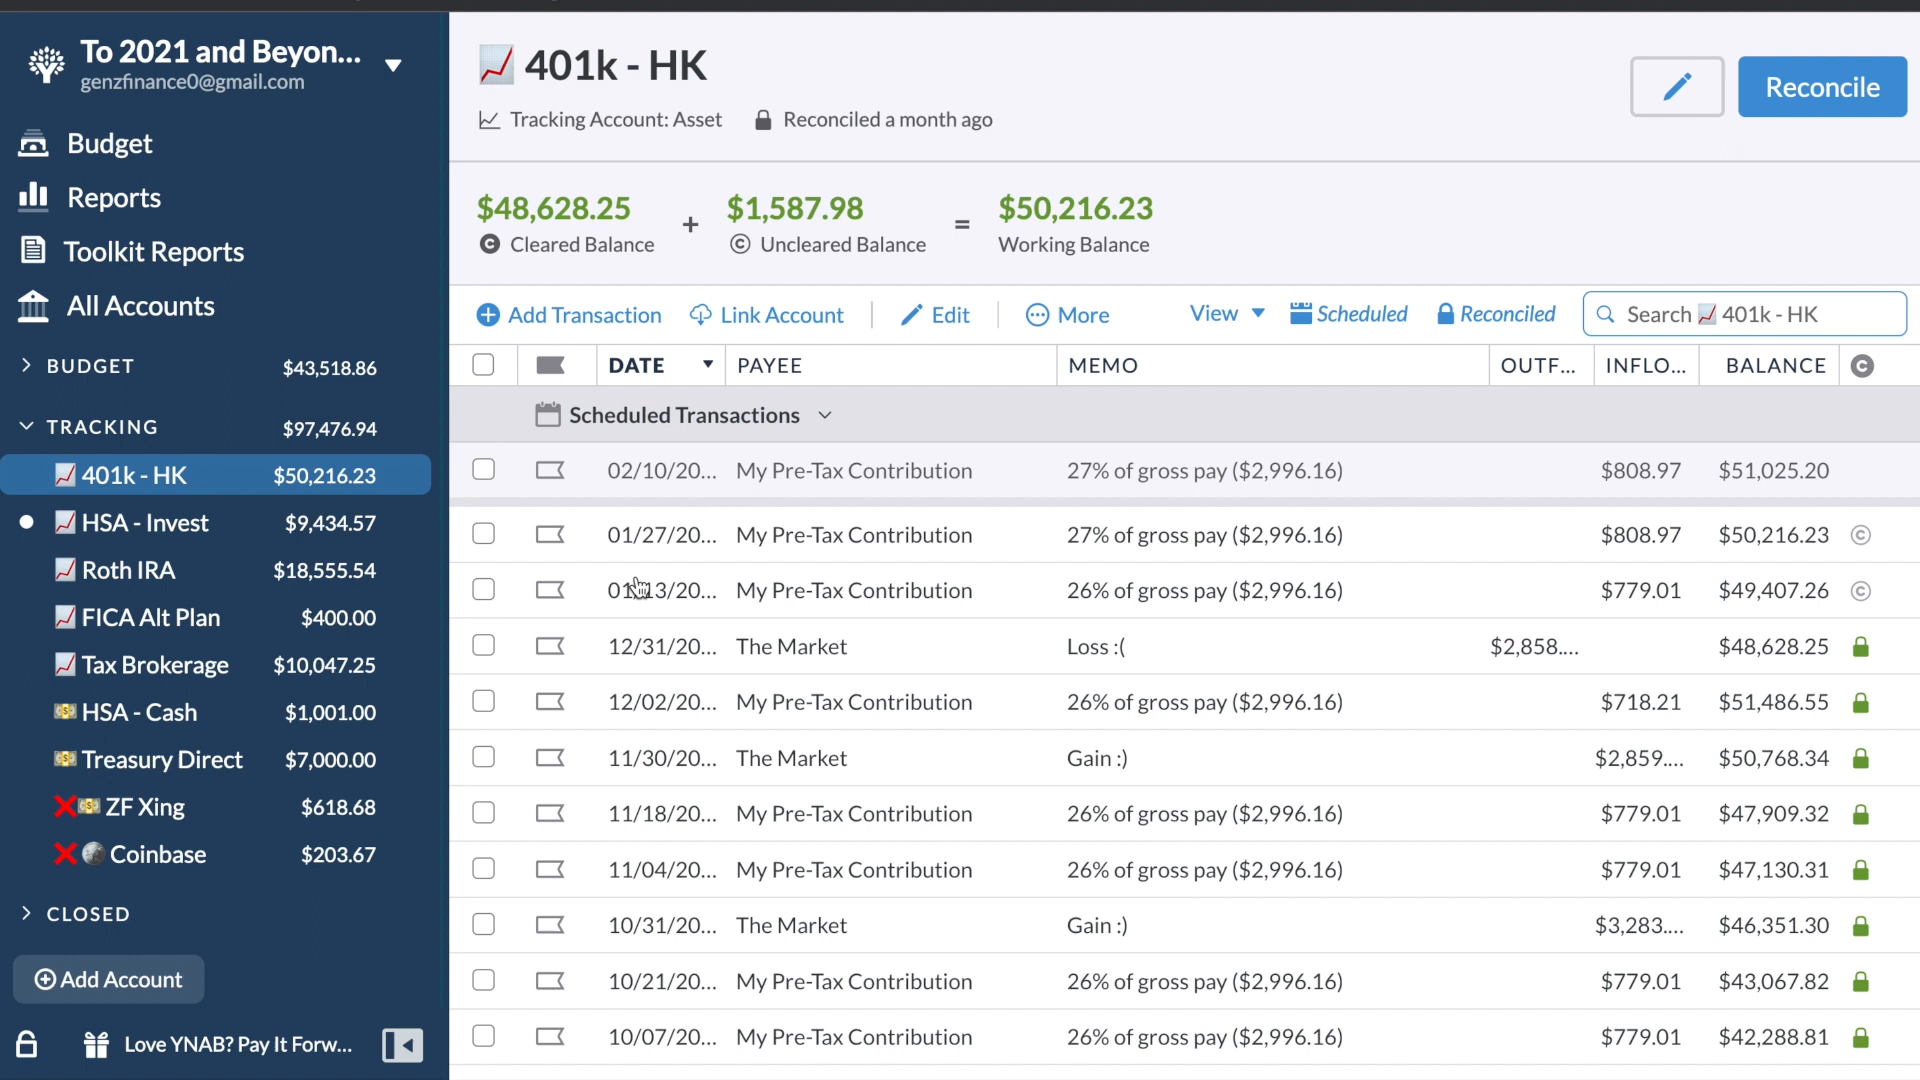 To 2021 and Beyon...
genzfinance0@gmail.com
Budget
Reports
Toolkit Reports
All Accounts
BUDGET $43,518.86
TRACKING $97,476.94
401k - HK $50,216.23
HSA - Invest $9,434.57
Roth IRA $18,555.54
FICA Alt Plan $400.00
Tax Brokerage $10,047.25
HSA - Cash $1,001.00
Treasury Direct $7,000.00
ZF Xing $618.68
Coinbase $203.67
CLOSED
Add Account
Love YNAB? Pay It Forw...
401k - HK
Tracking Account: Asset Reconciled a month ago
Reconcile
$48,628.25 + $1,587.98 = $50,216.23
Cleared Balance Uncleared Balance Working Balance
Add Transaction Link Account Edit More View Scheduled Reconciled Search 401k - HK
DATE PAYEE MEMO OUTF... INFLO... BALANCE C
Scheduled Transactions
02/10/20... My Pre-Tax Contribution 27% of gross pay ($2,996.16) $808.97 $51,025.20
01/27/20... My Pre-Tax Contribution 27% of gross pay ($2,996.16) $808.97 $50,216.23
01/13/20... My Pre-Tax Contribution 26% of gross pay ($2,996.16) $779.01 $49,407.26
12/31/20... The Market Loss :( $2,858.... $48,628.25
12/02/20... My Pre-Tax Contribution 26% of gross pay ($2,996.16) $718.21 $51,486.55
11/30/20... The Market Gain :) $2,859.... $50,768.34
11/18/20... My Pre-Tax Contribution 26% of gross pay ($2,996.16) $779.01 $47,909.32
11/04/20... My Pre-Tax Contribution 26% of gross pay ($2,996.16) $779.01 $47,130.31
10/31/20... The Market Gain :) $3,283.... $46,351.30
10/21/20... My Pre-Tax Contribution 26% of gross pay ($2,996.16) $779.01 $43,067.82
10/07/20... My Pre-Tax Contribution 26% of gross pay ($2,996.16) $779.01 $42,288.81